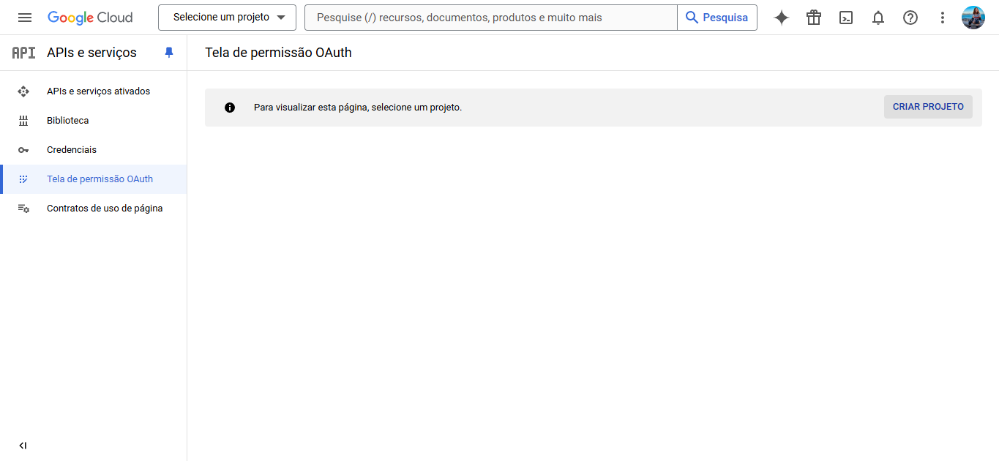 Google Cloud
Selecione um projeto
Pesquise (/) recursos, documentos, produtos e muito mais
Pesquisa
API
APIs e serviços
Tela de permissão OAuth
APIs e serviços ativados
Biblioteca
Credenciais
Tela de permissão OAuth
Contratos de uso de página
Para visualizar esta página, selecione um projeto.
CRIAR PROJETO